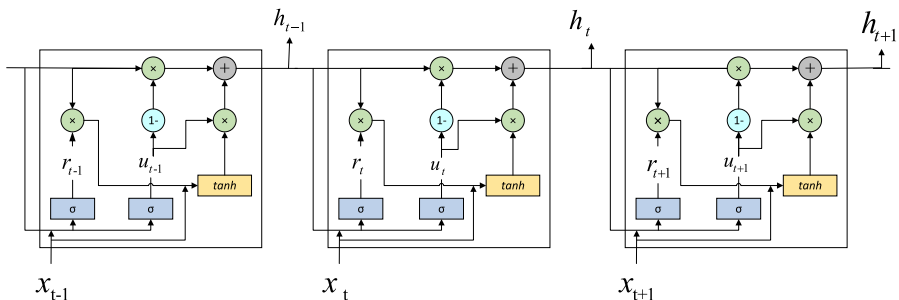 h_{t-1} h_t h_{t+1}
× + × + × +
× 1- × × 1- × × 1- ×
r_{t-1} u_{t-1} r_t u_t r_{t+1} u_{t+1}
tanh tanh tanh
σ σ σ σ σ σ
x_{t-1} x_t x_{t+1}